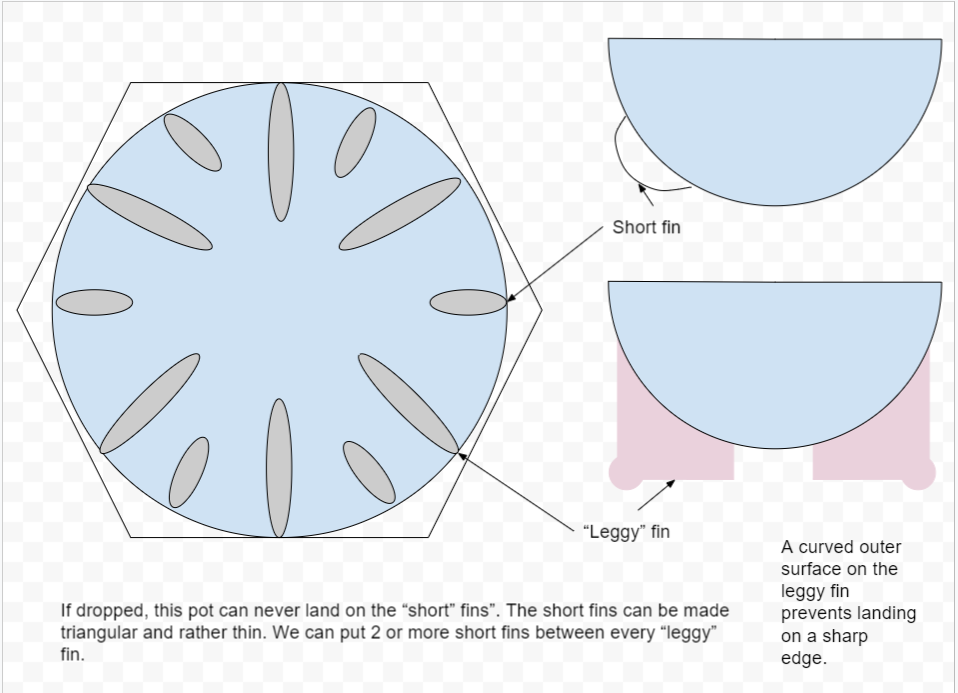 Short fin
“Leggy” fin
A curved outer
surface on the
leggy fin
prevents landing
on a sharp
edge.
If dropped, this pot can never land on the “short” fins”. The short fins can be made
triangular and rather thin. We can put 2 or more short fins between every “leggy”
fin.